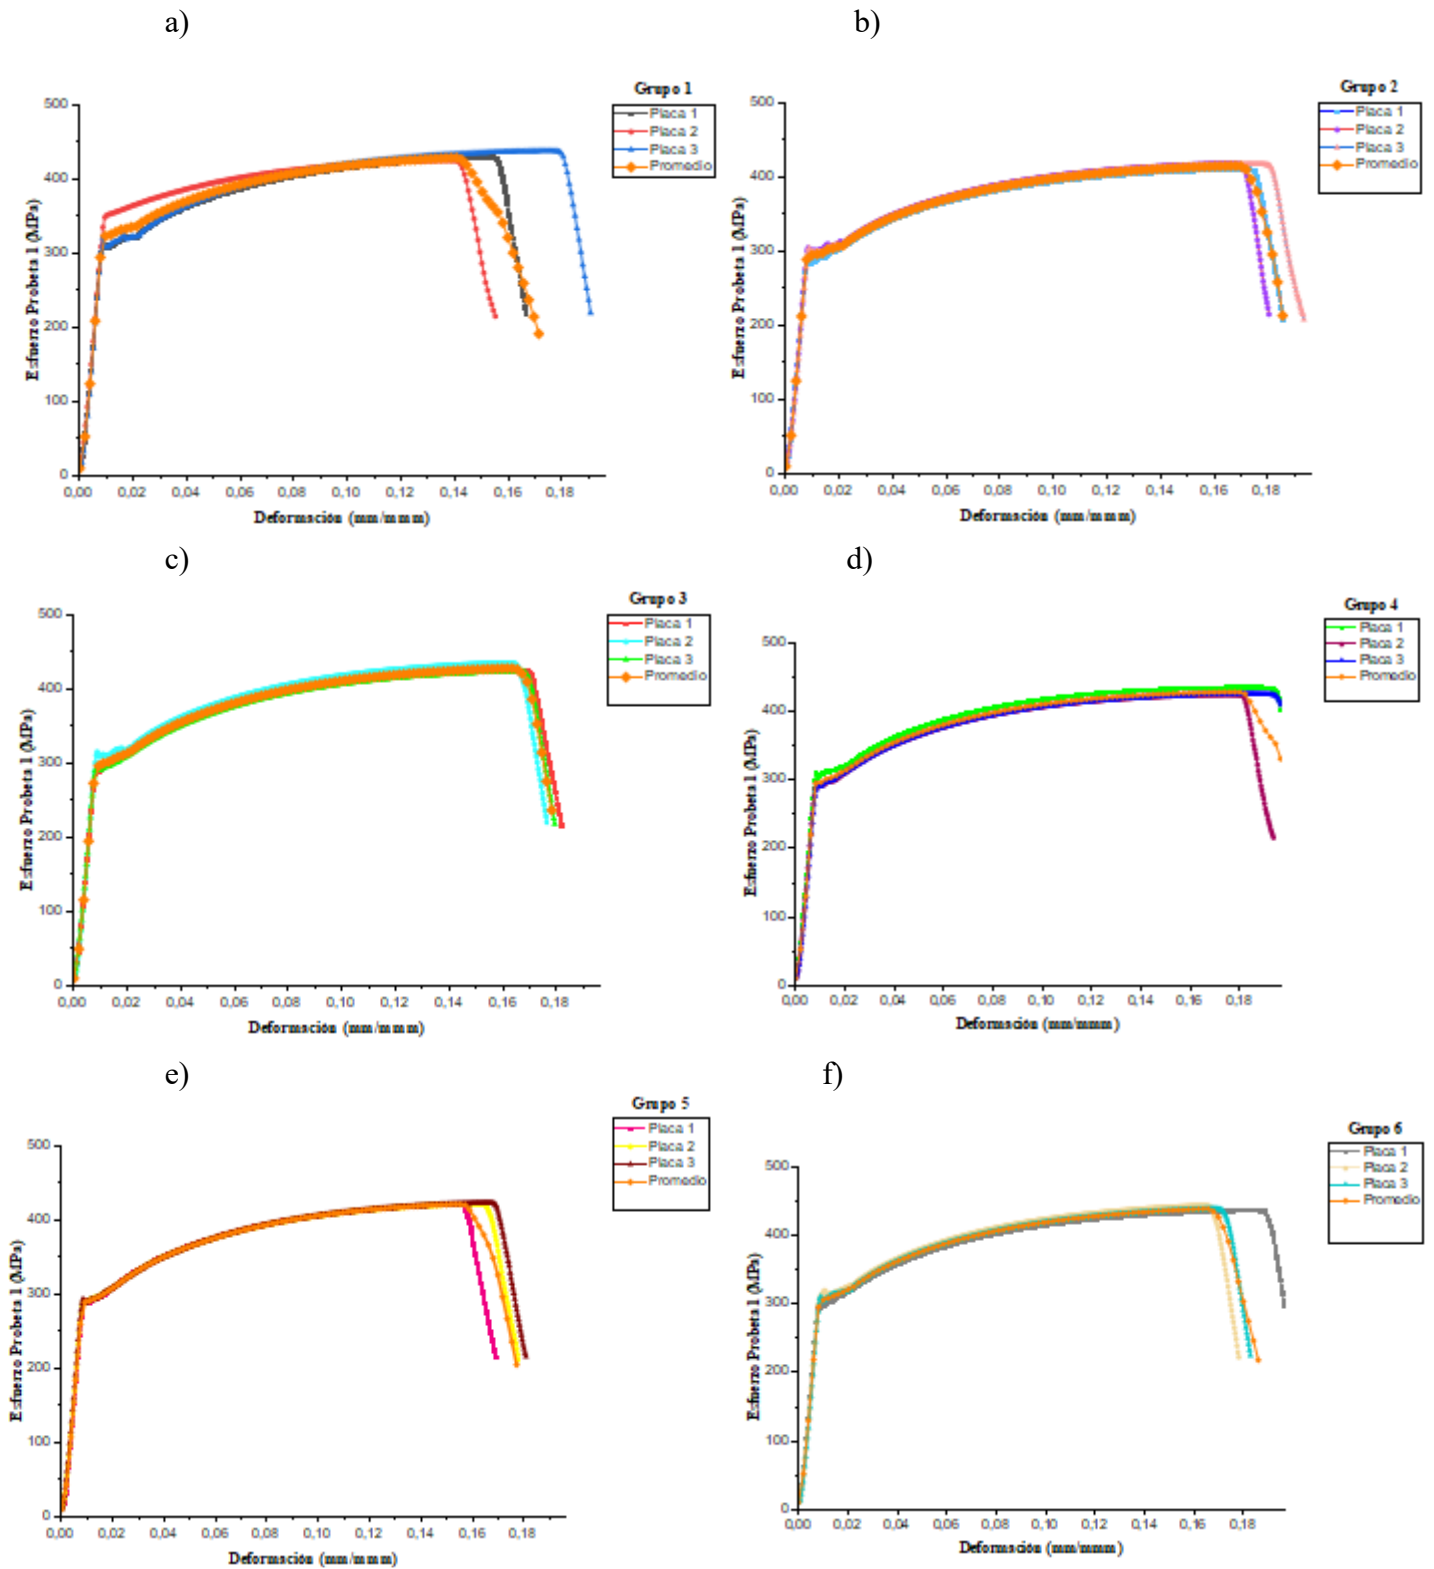 a)
Grupo 1
Placa 1
Placa 2
Placa 3
Promedio
500
400
300
200
100
0
Esfuerzo Probeta 1 (MPa)
0,00 0,02 0,04 0,06 0,08 0,10 0,12 0,14 0,16 0,18
Deformación (mm/mmm)
b)
Grupo 2
Placa 1
Placa 2
Placa 3
Promedio
500
400
300
200
100
0
Esfuerzo Probeta 1 (MPa)
0,00 0,02 0,04 0,06 0,08 0,10 0,12 0,14 0,16 0,18
Deformación (mm/mmm)
c)
Grupo 3
Placa 1
Placa 2
Placa 3
Promedio
500
400
300
200
100
0
Esfuerzo Probeta 1 (MPa)
0,00 0,02 0,04 0,06 0,08 0,10 0,12 0,14 0,16 0,18
Deformación (mm/mmm)
d)
Grupo 4
Placa 1
Placa 2
Placa 3
Promedio
500
400
300
200
100
0
Esfuerzo Probeta 1 (MPa)
0,00 0,02 0,04 0,06 0,08 0,10 0,12 0,14 0,16 0,18
Deformación (mm/mmm)
e)
Grupo 5
Placa 1
Placa 2
Placa 3
Promedio
500
400
300
200
100
0
Esfuerzo Probeta 1 (MPa)
0,00 0,02 0,04 0,06 0,08 0,10 0,12 0,14 0,16 0,18
Deformación (mm/mmm)
f)
Grupo 6
Placa 1
Placa 2
Placa 3
Promedio
500
400
300
200
100
0
Esfuerzo Probeta 1 (MPa)
0,00 0,02 0,04 0,06 0,08 0,10 0,12 0,14 0,16 0,18
Deformación (mm/mmm)